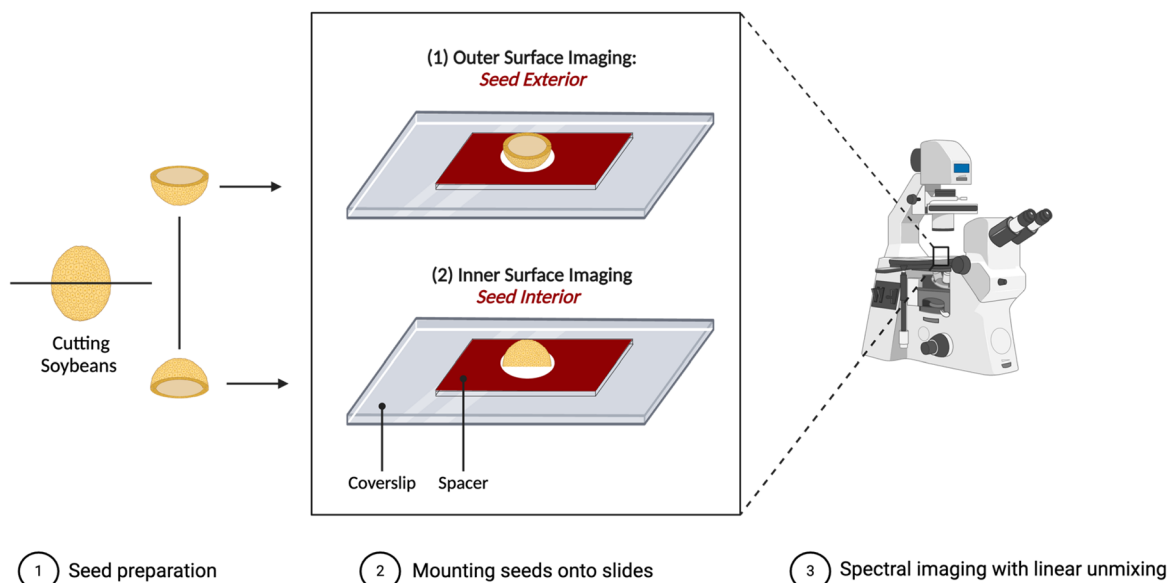 (1) Outer Surface Imaging:
Seed Exterior
Cutting
Soybeans
(2) Inner Surface Imaging
Seed Interior
Coverslip
Spacer
1 Seed preparation
2 Mounting seeds onto slides
3 Spectral imaging with linear unmixing